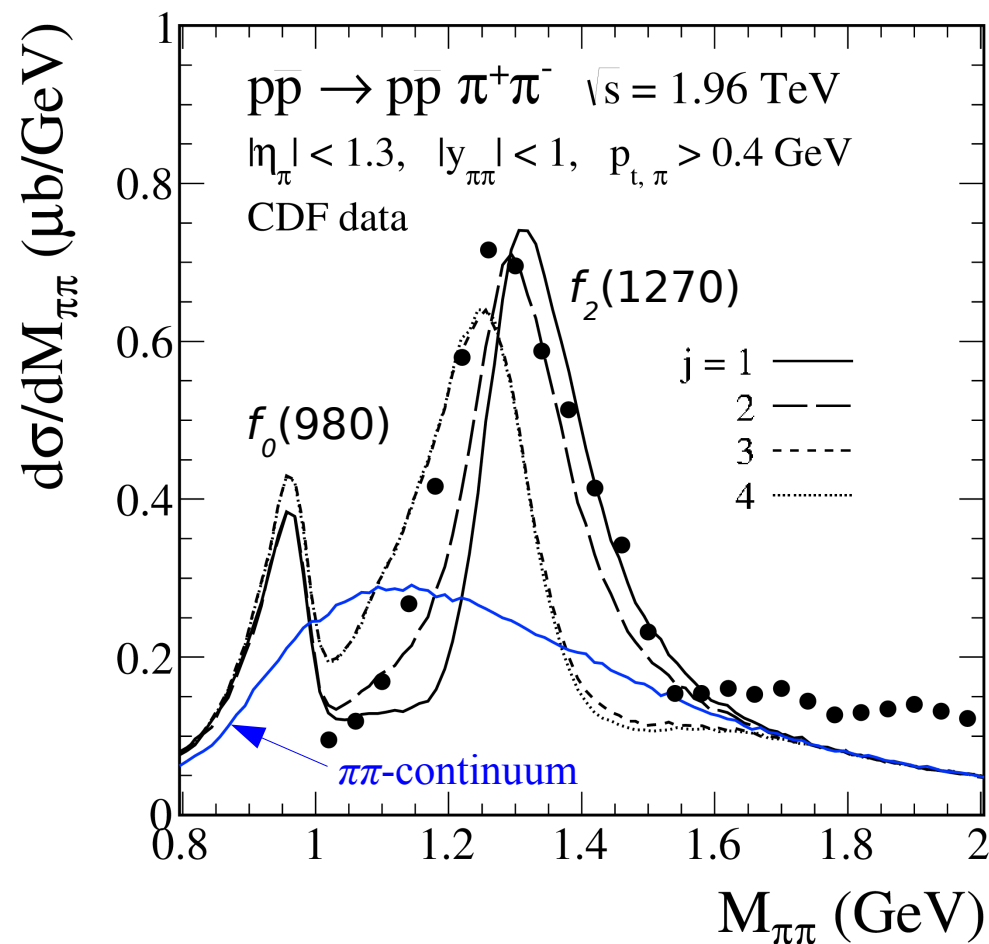 pp̅ → pp̅ π⁺π⁻ √s = 1.96 TeV
|η_π| < 1.3, |y_ππ| < 1, p_t, π > 0.4 GeV
CDF data
f₂(1270)
f₀(980)
j = 1
2
3
4
ππ-continuum
dσ/dM_ππ (μb/GeV)
1
0.8
0.6
0.4
0.2
0
0.8 1 1.2 1.4 1.6 1.8 2
M_ππ (GeV)